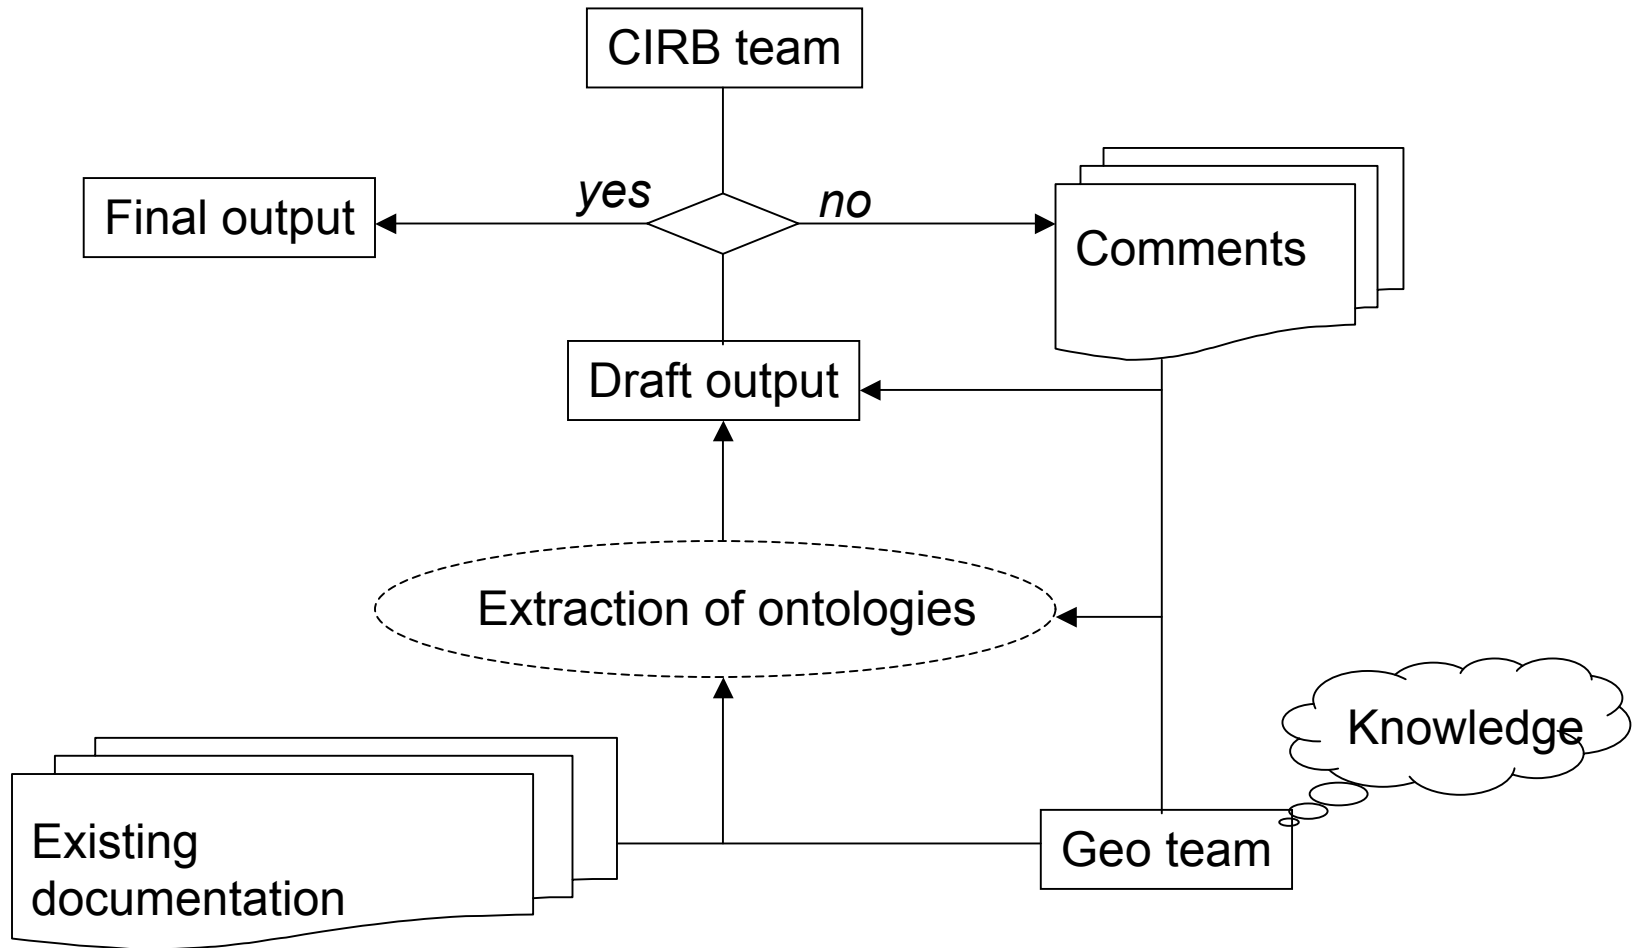 CIRB team
yes
no
Final output
Comments
Draft output
Extraction of ontologies
Knowledge
Existing
documentation
Geo team